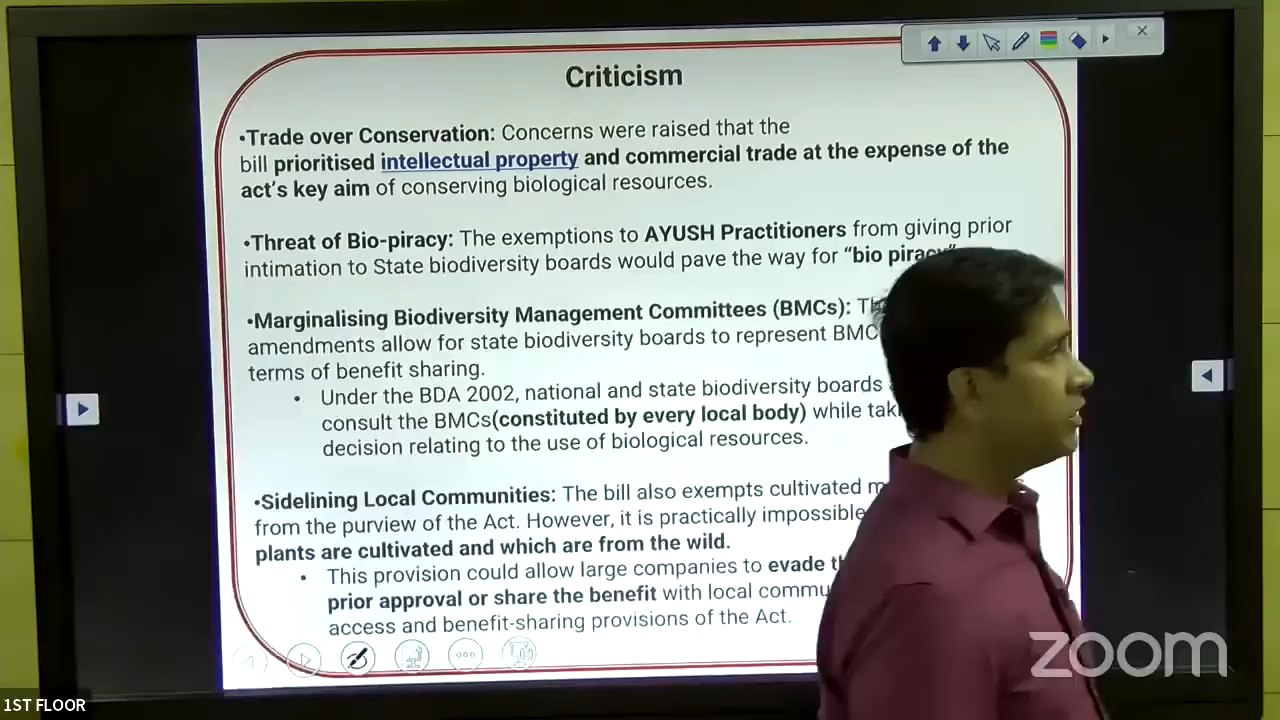 Criticism
•Trade over Conservation: Concerns were raised that the
bill prioritised intellectual property and commercial trade at the expense of the
act's key aim of conserving biological resources.
•Threat of Bio-piracy: The exemptions to AYUSH Practitioners from giving prior
intimation to State biodiversity boards would pave the way for “bio piracy”
•Marginalising Biodiversity Management Committees (BMCs):
amendments allow for state biodiversity boards to represent BMC
terms of benefit sharing.
• Under the BDA 2002, national and state biodiversity boards
consult the BMCs(constituted by every local body) while
decision relating to the use of biological resources.
•Sidelining Local Communities: The bill also exempts cultivated
from the purview of the Act. However, it is practically impossible
plants are cultivated and which are from the wild.
• This provision could allow large companies to evade
prior approval or share the benefit with local
access and benefit-sharing provisions of the Act.
zoom
1ST FLOOR